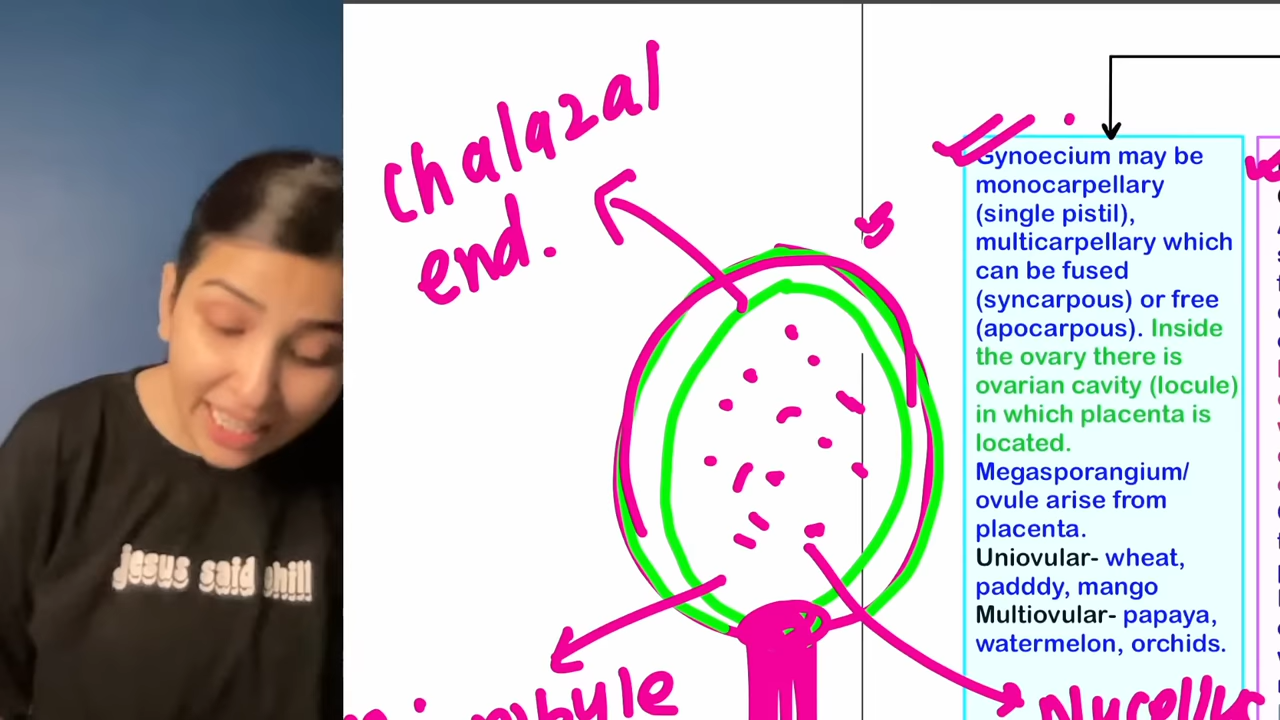 Chalazal
end.
jesus said chill
Gynoecium may be
monocarpellary
(single pistil),
multicarpellary which
can be fused
(syncarpous) or free
(apocarpous). Inside
the ovary there is
ovarian cavity (locule)
in which placenta is
located.
Megasporangium/
ovule arise from
placenta.
Uniovular- wheat,
padddy, mango
Multiovular- papaya,
watermelon, orchids.
Nucellus